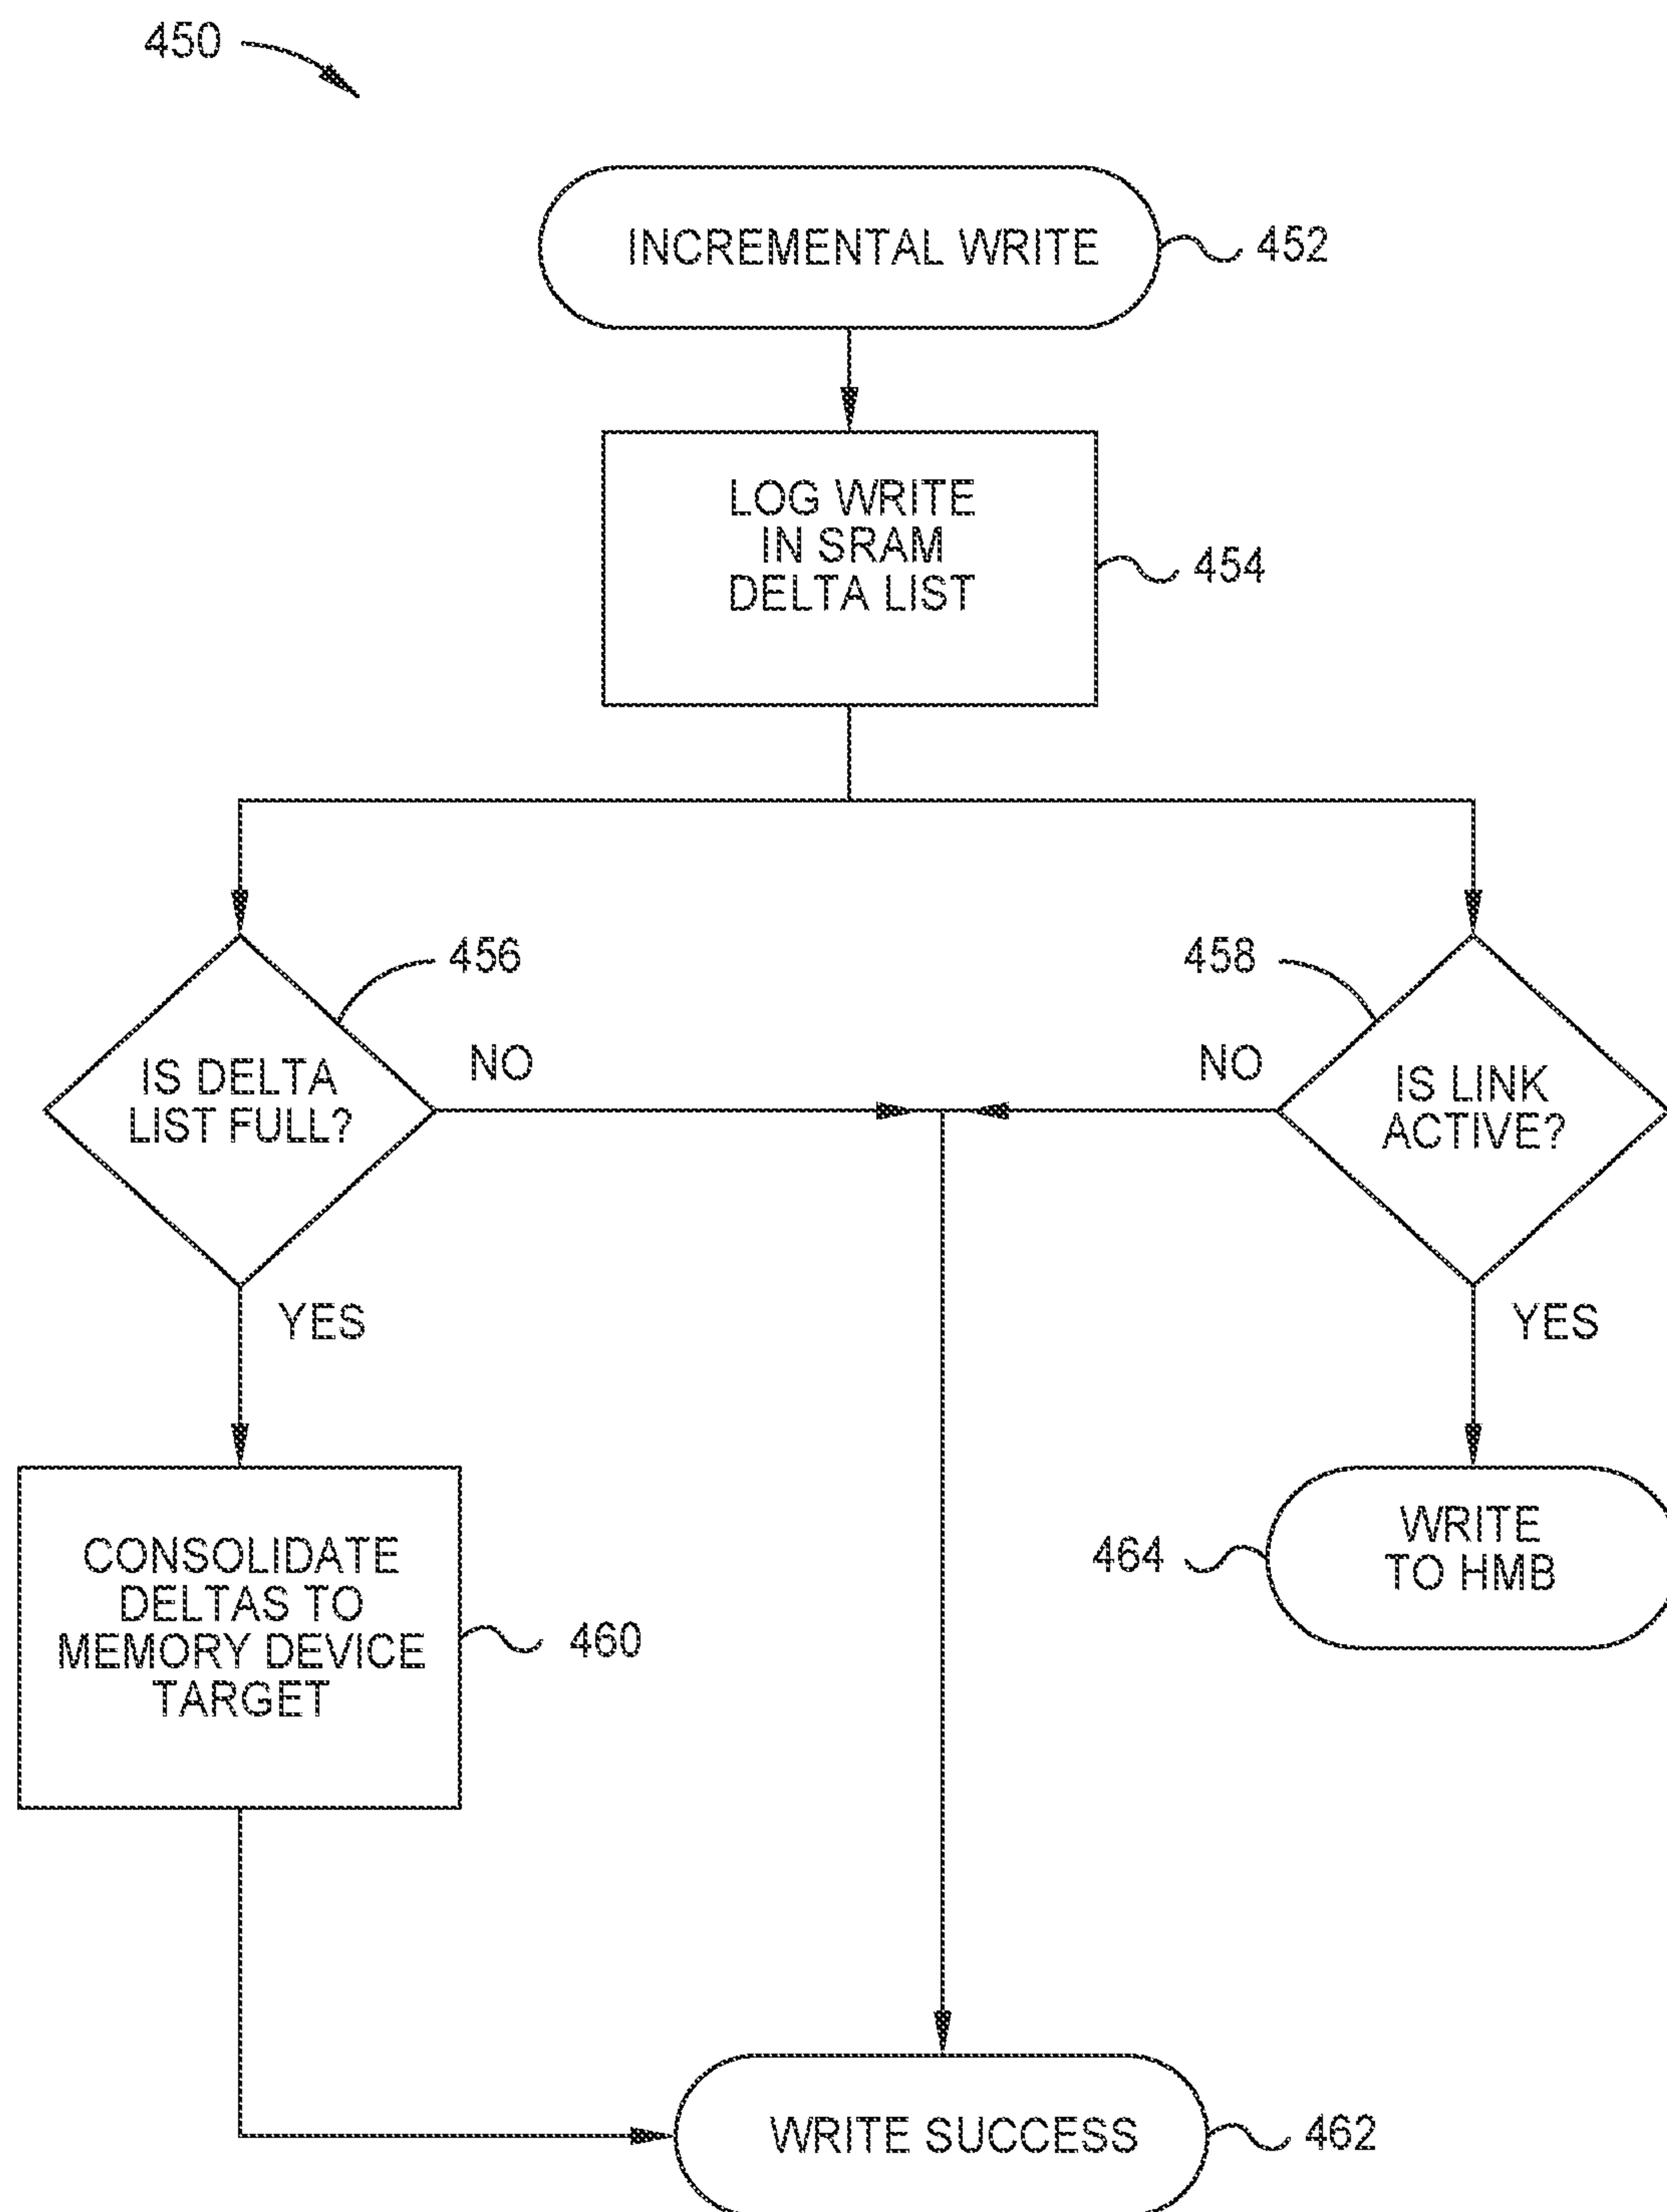 450
INCREMENTAL WRITE
452
LOG WRITE
IN SRAM
DELTA LIST
454
456
458
IS DELTA
LIST FULL?
NO
NO
IS LINK
ACTIVE?
YES
YES
CONSOLIDATE
DELTAS TO
MEMORY DEVICE
TARGET
460
464
WRITE
TO HMB
WRITE SUCCESS
462